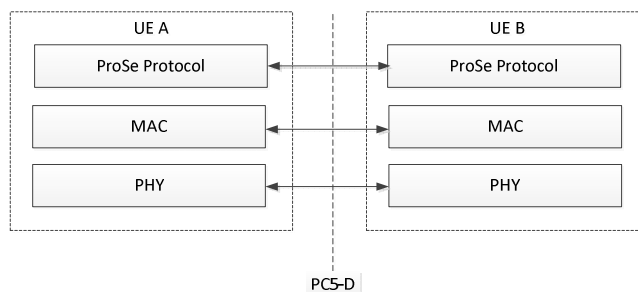 UE A
UE B
ProSe Protocol
ProSe Protocol
MAC
MAC
PHY
PHY
PC5-D